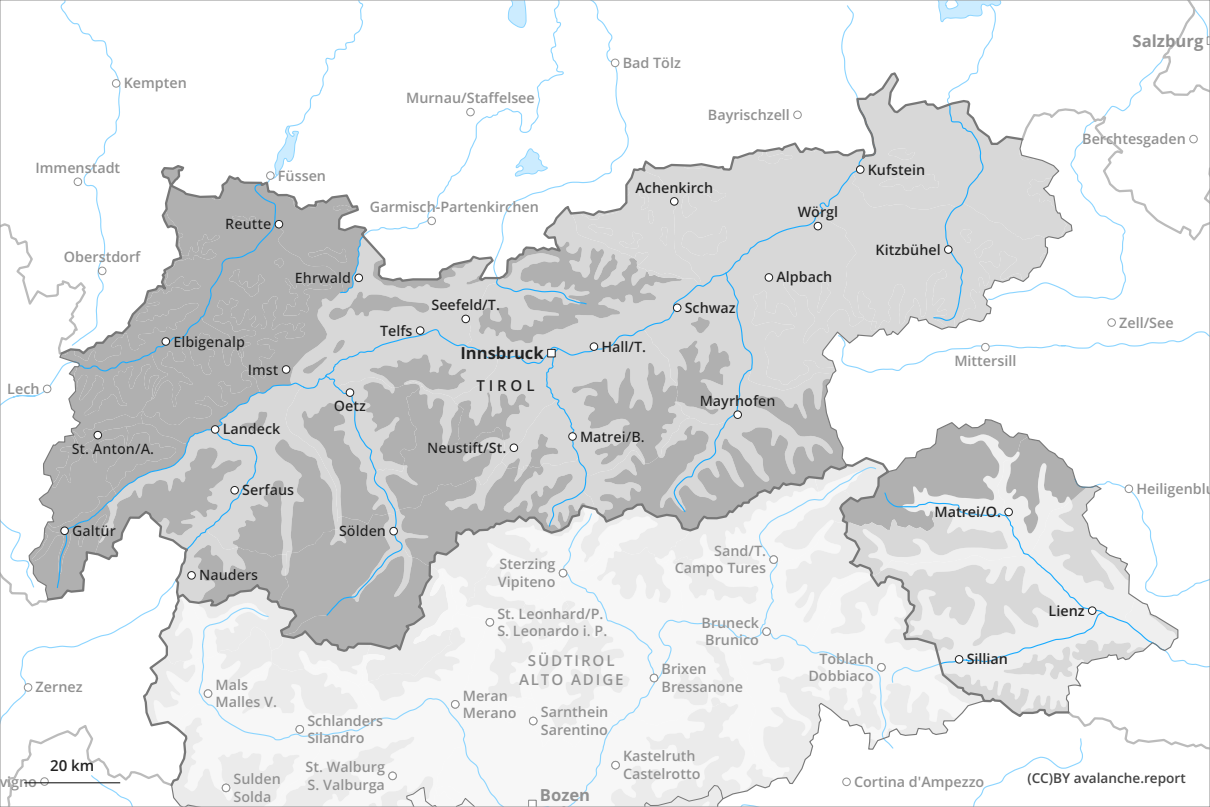 Salzburg
Bad Tölz
Kempten
Murnau/Staffelsee
Bayrischzell
Berchtesgaden
Immenstadt
Füssen
Kufstein
Achenkirch
Garmisch-Partenkirchen
Wörgl
Reutte
Kitzbühel
Oberstdorf
Ehrwald
Alpbach
Seefeld/T.
Schwaz
Zell/See
Telfs
Elbigenalp
Innsbruck
Hall/T.
Mittersill
Imst
TIROL
Lech
Oetz
Mayrhofen
Landeck
Matrei/B.
St. Anton/A.
Neustift/St.
Serfaus
Heiligenblu
Matrei/O.
Galtür
Sölden
Sand/T.
Campo Tures
Sterzing
Vipiteno
Nauders
Lienz
St. Leonhard/P.
S. Leonardo i. P.
Bruneck
Brunico
Sillian
SÜDTIROL
ALTO ADIGE
Toblach
Dobbiaco
Brixen
Bressanone
Zernez
Mals
Malles V.
Meran
Merano
Sarnthein
Sarentino
Schlanders
Silandro
Kastelruth
Castelrotto
20 km
St. Walburg
S. Valburga
vigno
Sulden
Solda
Cortina d'Ampezzo
(CC)BY avalanche.report
Bozen